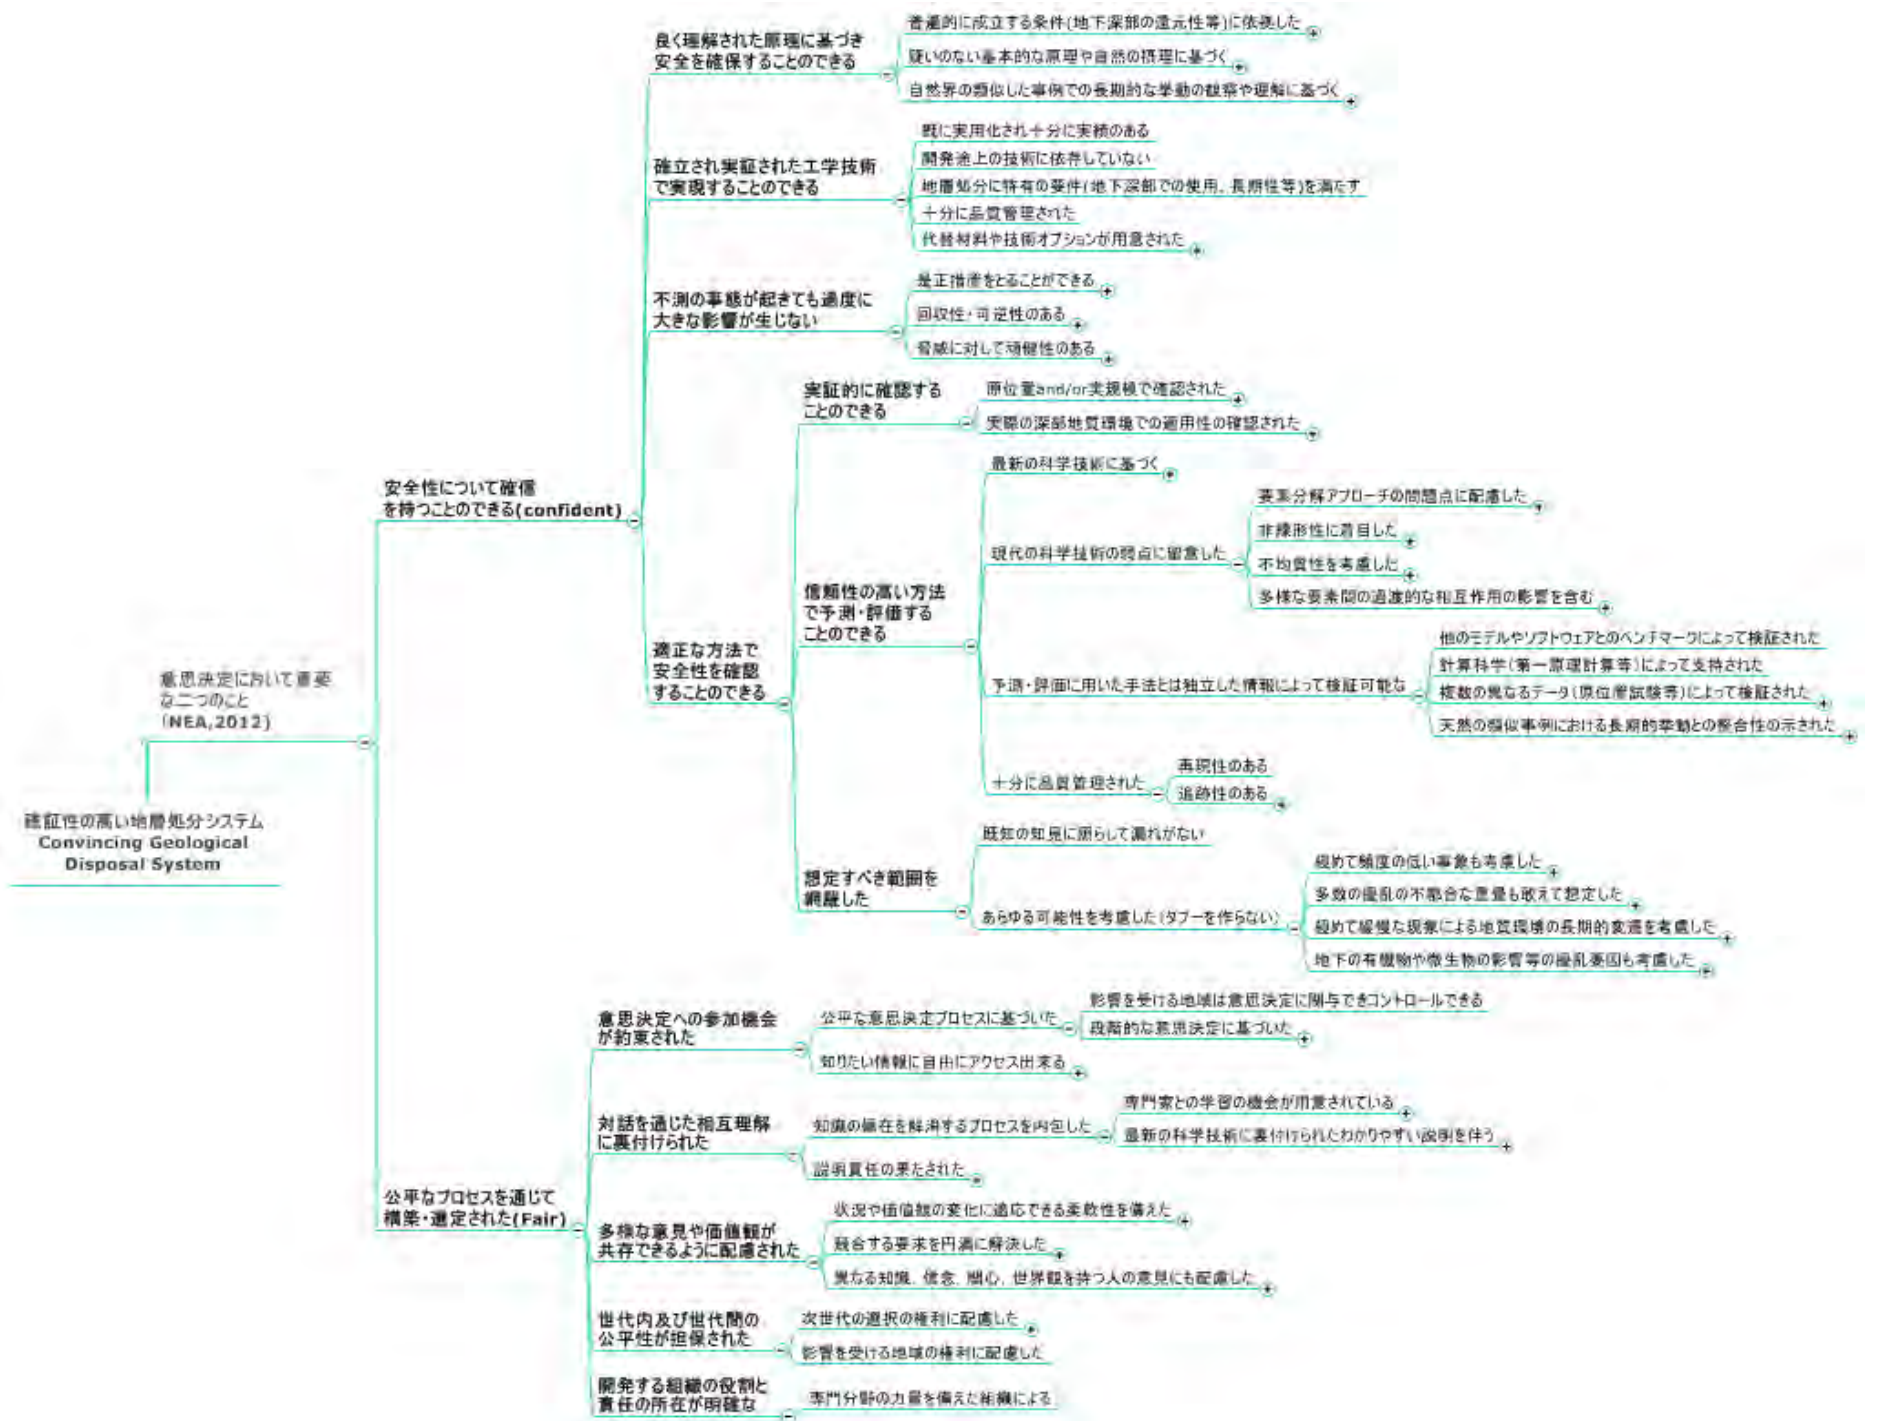 確証性の高い地層処分システム
Convincing Geological
Disposal System
意思決定において重要
な二つのこと
(NEA,2012)
安全性について確信
を持つことのできる(confident)
良く理解された原理に基づき
安全を確保することのできる
普遍的に成立する条件(地下深部の還元性等)に依拠した
疑いのない基本的な原理や自然の摂理に基づく
自然界の類似した事例での長期的な挙動の観察や理解に基づく
確立され実証された工学技術
で実現することのできる
既に実用化され十分に実績のある
開発途上の技術に依存していない
地層処分に特有の要件(地下深部での使用、長期性等)を満たす
十分に品質管理された
代替材料や技術オプションが用意された
不測の事態が起きても過度に
大きな影響が生じない
是正措置をとることができる
回収性・可逆性のある
脅威に対して頑健性のある
適正な方法で
安全性を確認
することのできる
実証的に確認する
ことのできる
原位置and/or実規模で確認された
実際の深部地質環境での適用性の確認された
信頼性の高い方法
で予測・評価する
ことのできる
最新の科学技術に基づく
現代の科学技術の弱点に留意した
要素分解アプローチの問題点に配慮した
非線形性に着目した
不均質性を考慮した
多様な要素間の過渡的な相互作用の影響を含む
予測・評価に用いた手法とは独立した情報によって検証可能な
他のモデルやソフトウェアとのベンチマークによって検証された
計算科学(第一原理計算等)によって支持された
複数の異なるデータ(原位置試験等)によって検証された
天然の類似事例における長期的挙動との整合性の示された
十分に品質管理された
再現性のある
追跡性のある
想定すべき範囲を
網羅した
既知の知見に照らして漏れがない
あらゆる可能性を考慮した(タブーを作らない)
極めて頻度の低い事象も考慮した
多数の擾乱の不都合な重畳も敢えて想定した
極めて緩慢な現象による地質環境の長期的変遷を考慮した
地下の有機物や微生物の影響等の擾乱要因も考慮した
公平なプロセスを通じて
構築・選定された(Fair)
意思決定への参加機会
が約束された
公平な意思決定プロセスに基づいた
影響を受ける地域は意思決定に関与できコントロールできる
段階的な意思決定に基づいた
知りたい情報に自由にアクセス出来る
対話を通じた相互理解
に裏付けられた
知識の偏在を解消するプロセスを内包した
専門家との学習の機会が用意されている
最新の科学技術に裏付けられたわかりやすい説明を伴う
説明責任の果たされた
多様な意見や価値観が
共存できるように配慮された
状況や価値観の変化に適応できる柔軟性を備えた
競合する要求を円満に解決した
異なる知識、信念、関心、世界観を持つ人の意見にも配慮した
世代内及び世代間の
公平性が担保された
次世代の選択の権利に配慮した
影響を受ける地域の権利に配慮した
開発する組織の役割と
責任の所在が明確な
専門分野の力量を備えた組織による